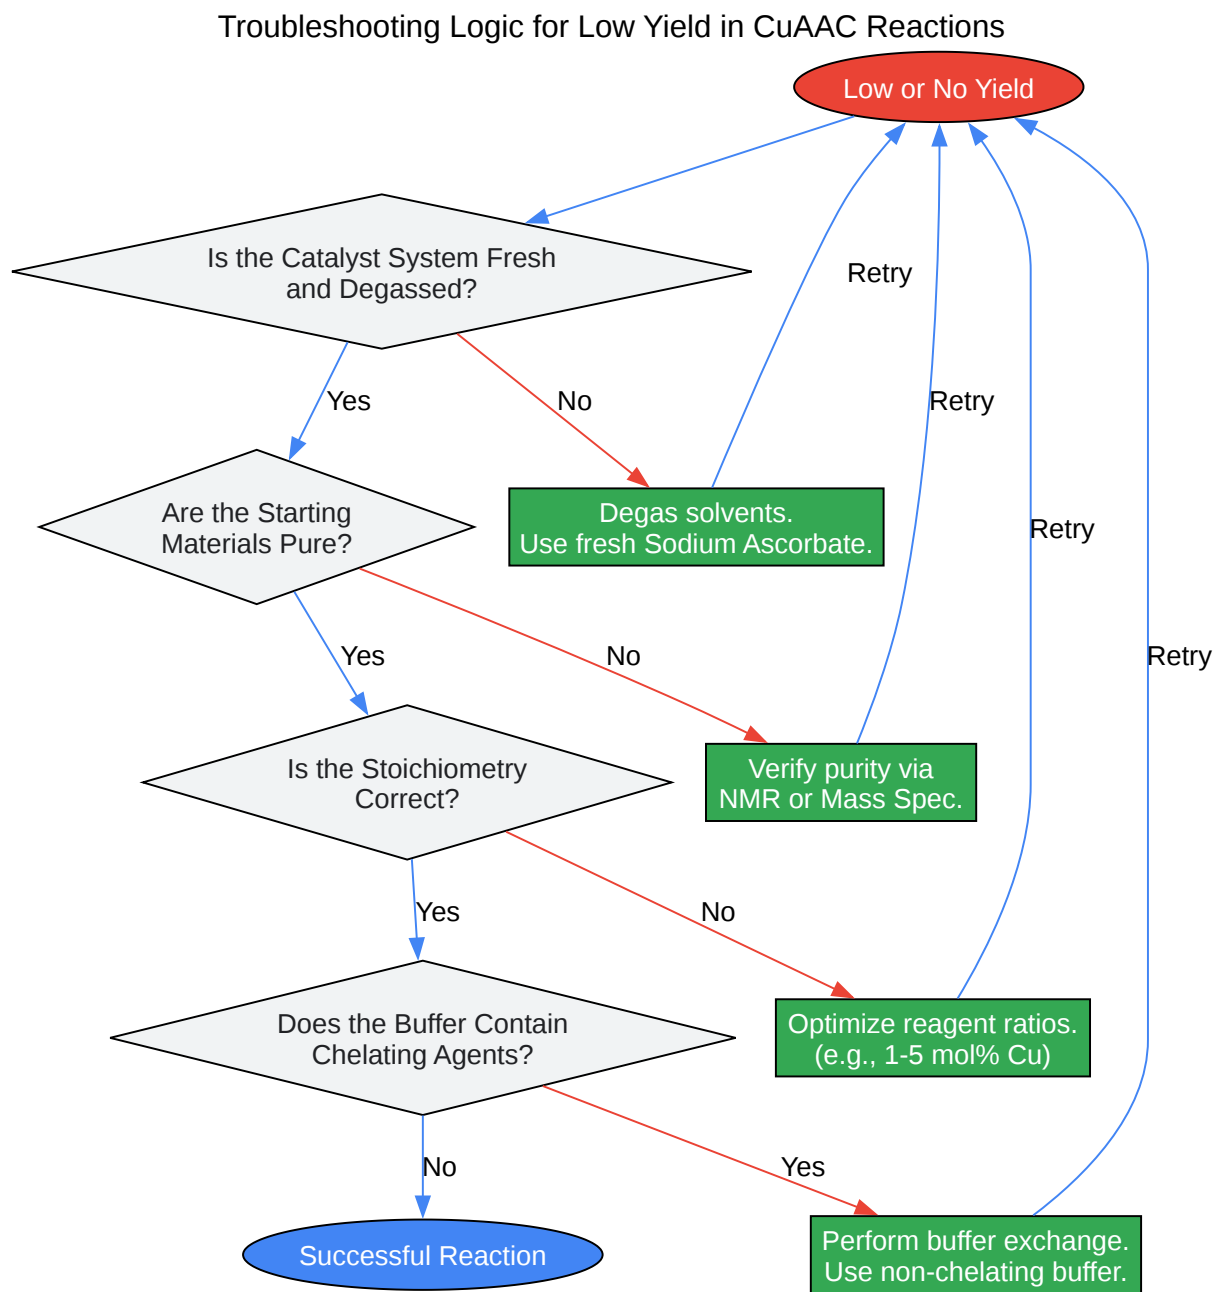 Troubleshooting Logic for Low Yield in CuAAC Reactions
Low or No Yield
Is the Catalyst System Fresh
and Degassed?
Retry
Yes
No
Retry
Are the Starting
Materials Pure?
Degas solvents.
Use fresh Sodium Ascorbate.
Retry
Yes
No
Retry
Is the Stoichiometry
Correct?
Verify purity via
NMR or Mass Spec.
Yes
No
Does the Buffer Contain
Chelating Agents?
Optimize reagent ratios.
(e.g., 1-5 mol% Cu)
No
Yes
Successful Reaction
Perform buffer exchange.
Use non-chelating buffer.